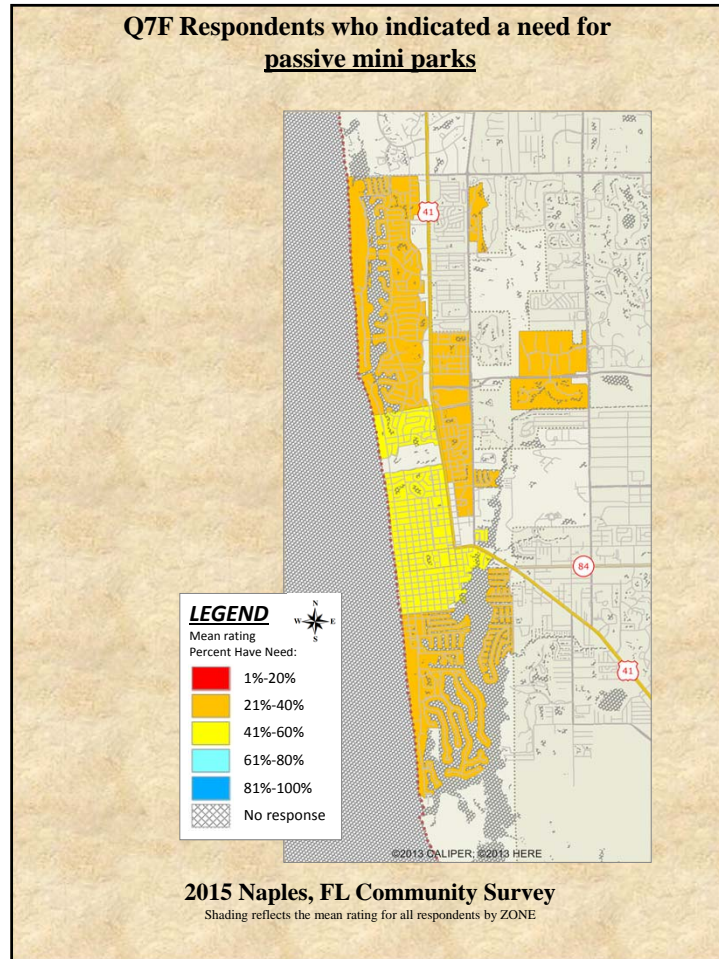 Q7F Respondents who indicated a need for
passive mini parks
41
84
41
LEGEND
N
W E
S
Mean rating
Percent Have Need:
1%-20%
21%-40%
41%-60%
61%-80%
81%-100%
No response
©2013 CALIPER; ©2013 HERE
2015 Naples, FL Community Survey
Shading reflects the mean rating for all respondents by ZONE